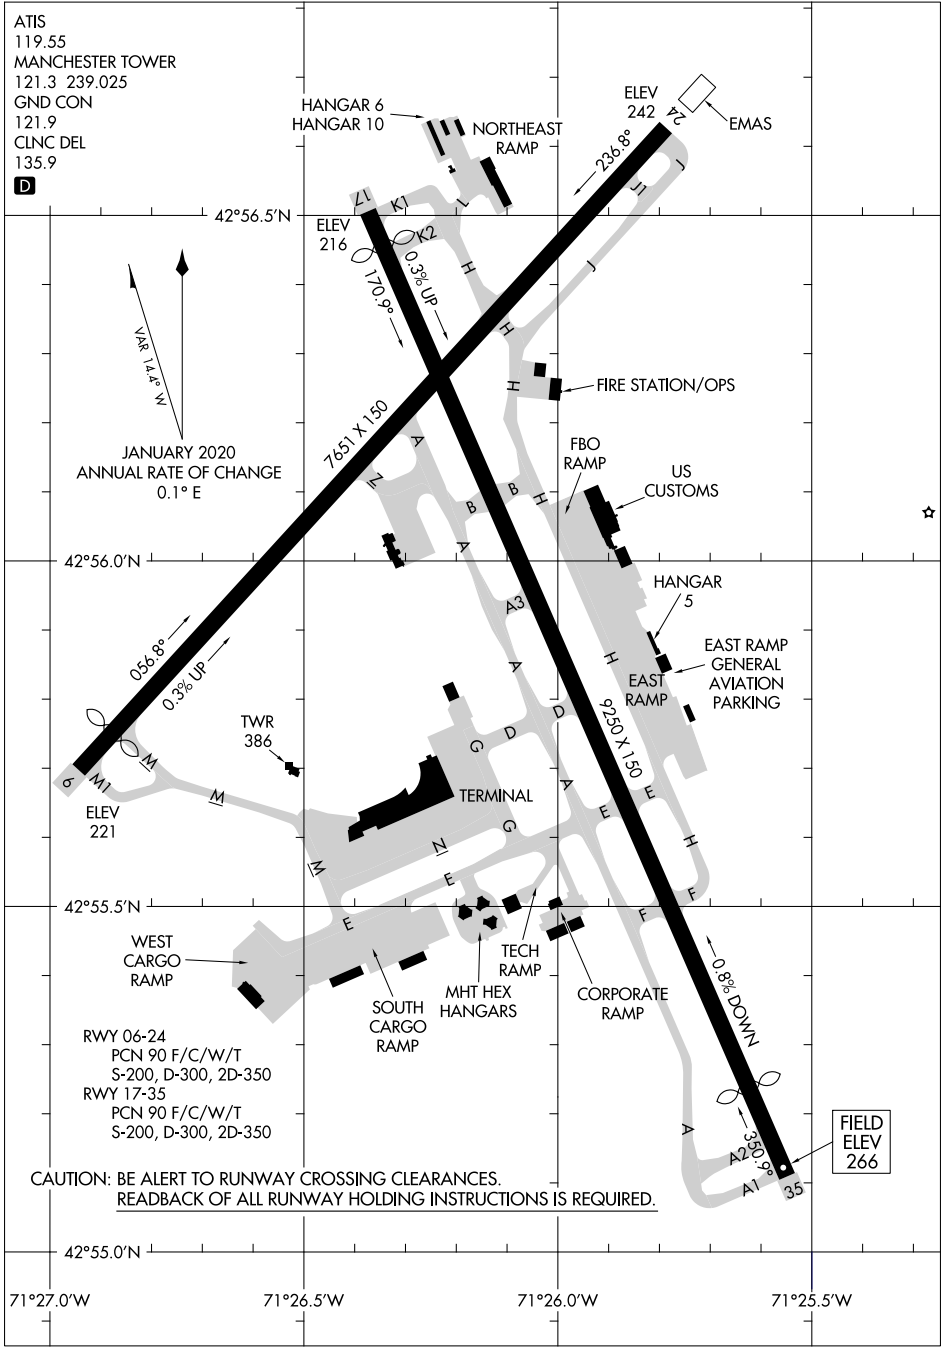 ATIS
119.55
MANCHESTER TOWER
121.3 239.025
GND CON
121.9
CLNC DEL
135.9
D
HANGAR 6
HANGAR 10
NORTHEAST
RAMP
ELEV
242
24
EMAS
236.8°
J
J1
J
17
K1
L
42°56.5'N
ELEV
216
K2
H
170.9°
0.3% UP
H
H
VAR 14.4° W
FIRE STATION/OPS
JANUARY 2020
ANNUAL RATE OF CHANGE
0.1° E
7651 X 150
A
N
FBO
RAMP
US
CUSTOMS
B
B
H
A
42°56.0'N
HANGAR
5
A3
056.8°
0.3% UP
A
H
EAST
RAMP
EAST RAMP
GENERAL
AVIATION
PARKING
TWR
386
G
D
D
9250 X 150
6
M1
M
M
ELEV
221
TERMINAL
A
E
E
G
H
M
N
E
F
F
42°55.5'N
E
WEST
CARGO
RAMP
SOUTH
CARGO
RAMP
MHT HEX
HANGARS
TECH
RAMP
CORPORATE
RAMP
0.8% DOWN
RWY 06-24
PCN 90 F/C/W/T
S-200, D-300, 2D-350
RWY 17-35
PCN 90 F/C/W/T
S-200, D-300, 2D-350
A
A2
350.9°
A1
35
FIELD
ELEV
266
CAUTION: BE ALERT TO RUNWAY CROSSING CLEARANCES.
READBACK OF ALL RUNWAY HOLDING INSTRUCTIONS IS REQUIRED.
42°55.0'N
71°27.0'W
71°26.5'W
71°26.0'W
71°25.5'W